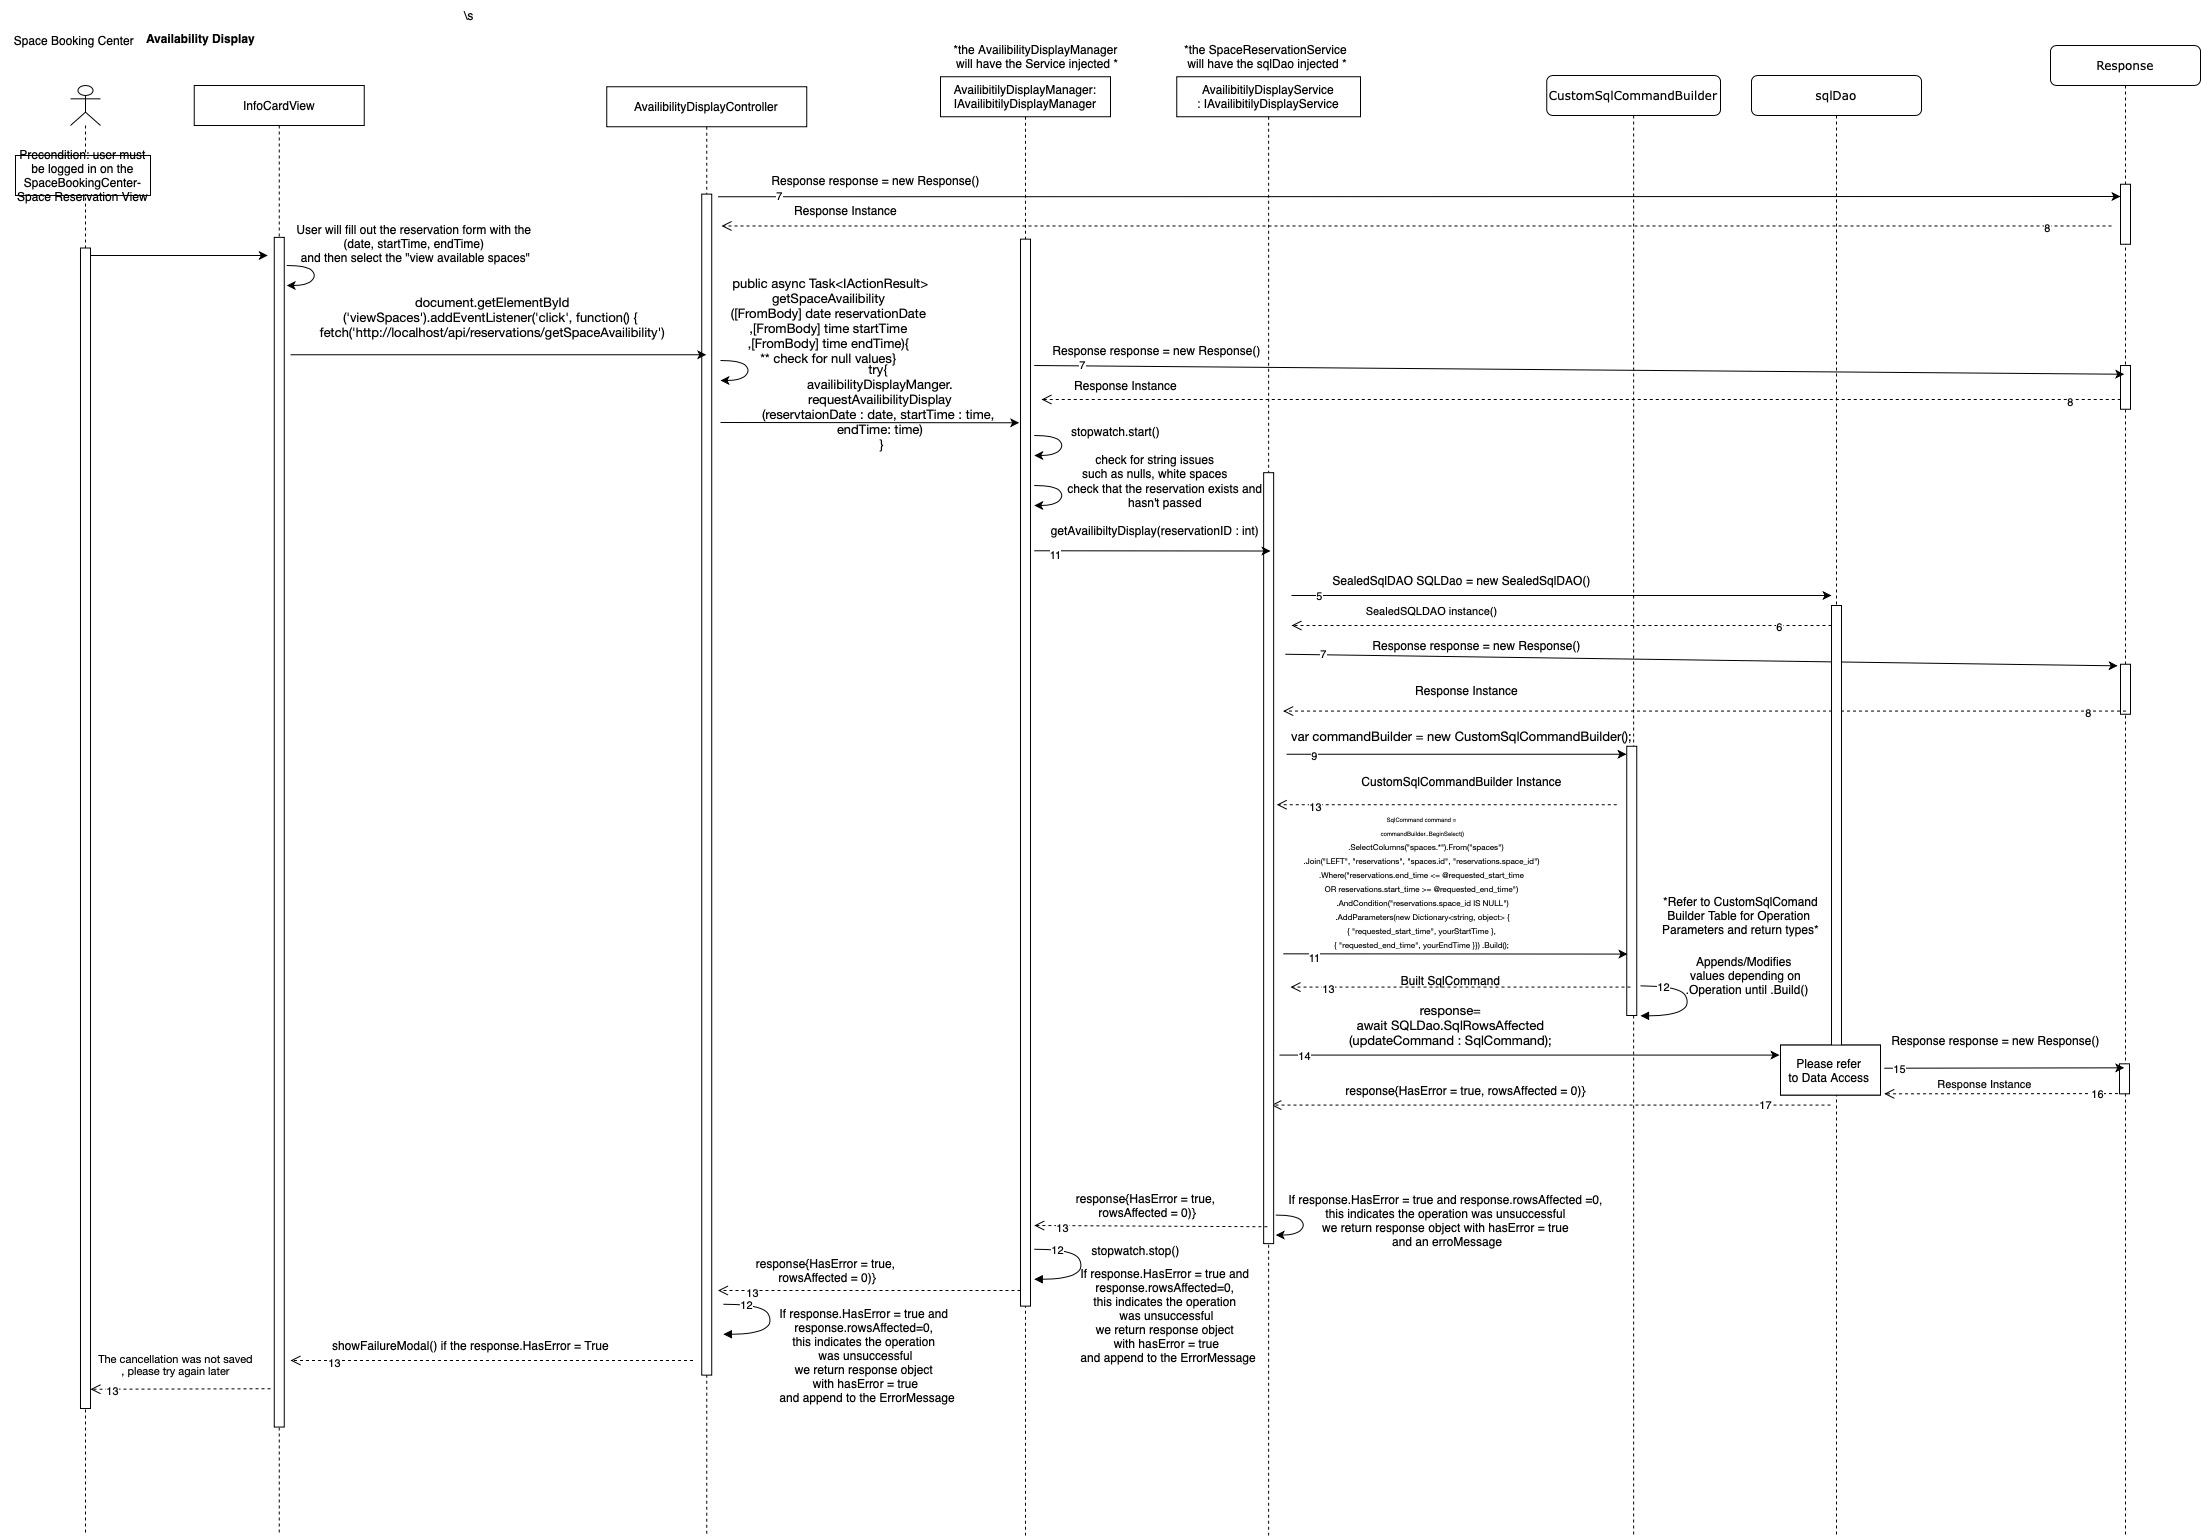 \s
Space Booking Center
Availability Display
*the AvailibilityDisplayManager
will have the Service injected *
*the SpaceReservationService
will have the sqlDao injected *
InfoCardView
AvailibilityDisplayController
AvailibitilyDisplayManager:
IAvailibitilyDisplayManager
AvailibitilyDisplayService
: IAvailibitilyDisplayService
CustomSqlCommandBuilder
sqlDao
Response
Precondition: user must
be logged in on the
SpaceBookingCenter-
Space Reservation View
Response response = new Response()
7
Response Instance
8
User will fill out the reservation form with the
(date, startTime, endTime)
and then select the "view available spaces"
document.getElementById
('viewSpaces').addEventListener('click', function() {
fetch('http://localhost/api/reservations/getSpaceAvailibility')
public async Task<IActionResult>
getSpaceAvailibility
([FromBody] date reservationDate
,[FromBody] time startTime
,[FromBody] time endTime){
** check for null values}
try{
availibilityDisplayManger.
requestAvailibilityDisplay
(reservtaionDate : date, startTime : time,
endTime: time)
}
Response response = new Response()
7
Response Instance
8
stopwatch.start()
check for string issues
such as nulls, white spaces
check that the reservation exists and
hasn't passed
getAvailibiltyDisplay(reservationID : int)
11
SealedSqlDAO SQLDao = new SealedSqlDAO()
5
SealedSQLDAO instance()
6
Response response = new Response()
7
Response Instance
8
var commandBuilder = new CustomSqlCommandBuilder();
9
CustomSqlCommandBuilder Instance
13
SqlCommand command =
commandBuilder..BeginSelect()
.SelectColumns("spaces.*").From("spaces")
.Join("LEFT", "reservations", "spaces.id", "reservations.space_id")
.Where("reservations.end_time <= @requested_start_time
OR reservations.start_time >= @requested_end_time")
.AndCondition("reservations.space_id IS NULL")
.AddParameters(new Dictionary<string, object> {
{ "requested_start_time", yourStartTime },
{ "requested_end_time", yourEndTime }}) .Build();
11
*Refer to CustomSqlComand
Builder Table for Operation
Parameters and return types*
Appends/Modifies
values depending on
.Operation until .Build()
12
Built SqlCommand
13
response=
await SQLDao.SqlRowsAffected
(updateCommand : SqlCommand);
14
Please refer
to Data Access
Response response = new Response()
15
Response Instance
16
response{HasError = true, rowsAffected = 0)}
17
If response.HasError = true and response.rowsAffected =0,
this indicates the operation was unsuccessful
we return response object with hasError = true
and an erroMessage
response{HasError = true,
rowsAffected = 0)}
13
12
stopwatch.stop()
If response.HasError = true and
response.rowsAffected=0,
this indicates the operation
was unsuccessful
we return response object
with hasError = true
and append to the ErrorMessage
response{HasError = true,
rowsAffected = 0)}
13
12
If response.HasError = true and
response.rowsAffected=0,
this indicates the operation
was unsuccessful
we return response object
with hasError = true
and append to the ErrorMessage
showFailureModal() if the response.HasError = True
13
The cancellation was not saved
, please try again later
13